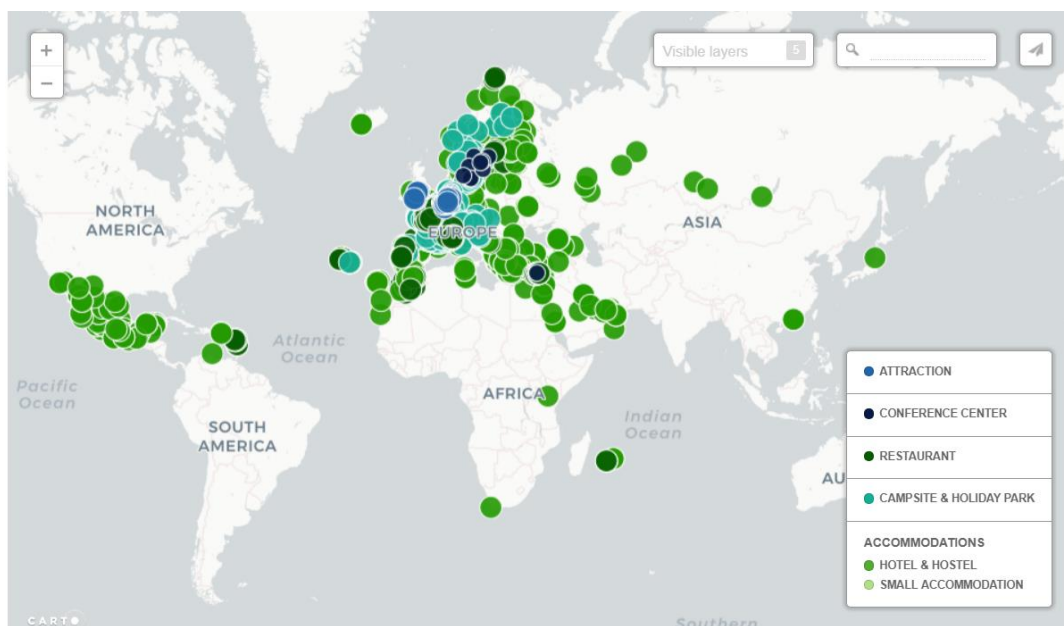 +
−
Visible layers 5
NORTH
AMERICA
EUROPE
ASIA
Atlantic
Ocean
Pacific
Ocean
AFRICA
Indian
Ocean
SOUTH
AMERICA
AU
ATTRACTION
CONFERENCE CENTER
RESTAURANT
CAMPSITE & HOLIDAY PARK
ACCOMMODATIONS
HOTEL & HOSTEL
SMALL ACCOMMODATION
CARTO
Southern